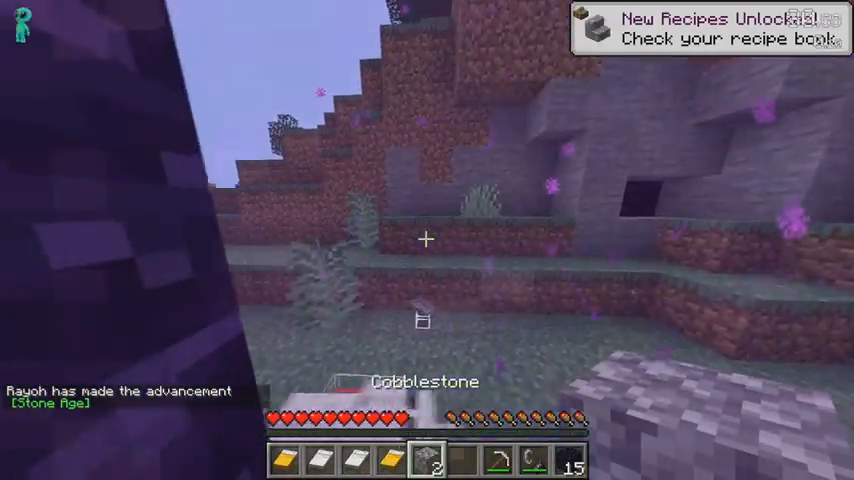 New Recipes Unlocked!
Check your recipe book
Rayoh has made the advancement
[Stone Age]
Cobblestone
2
15